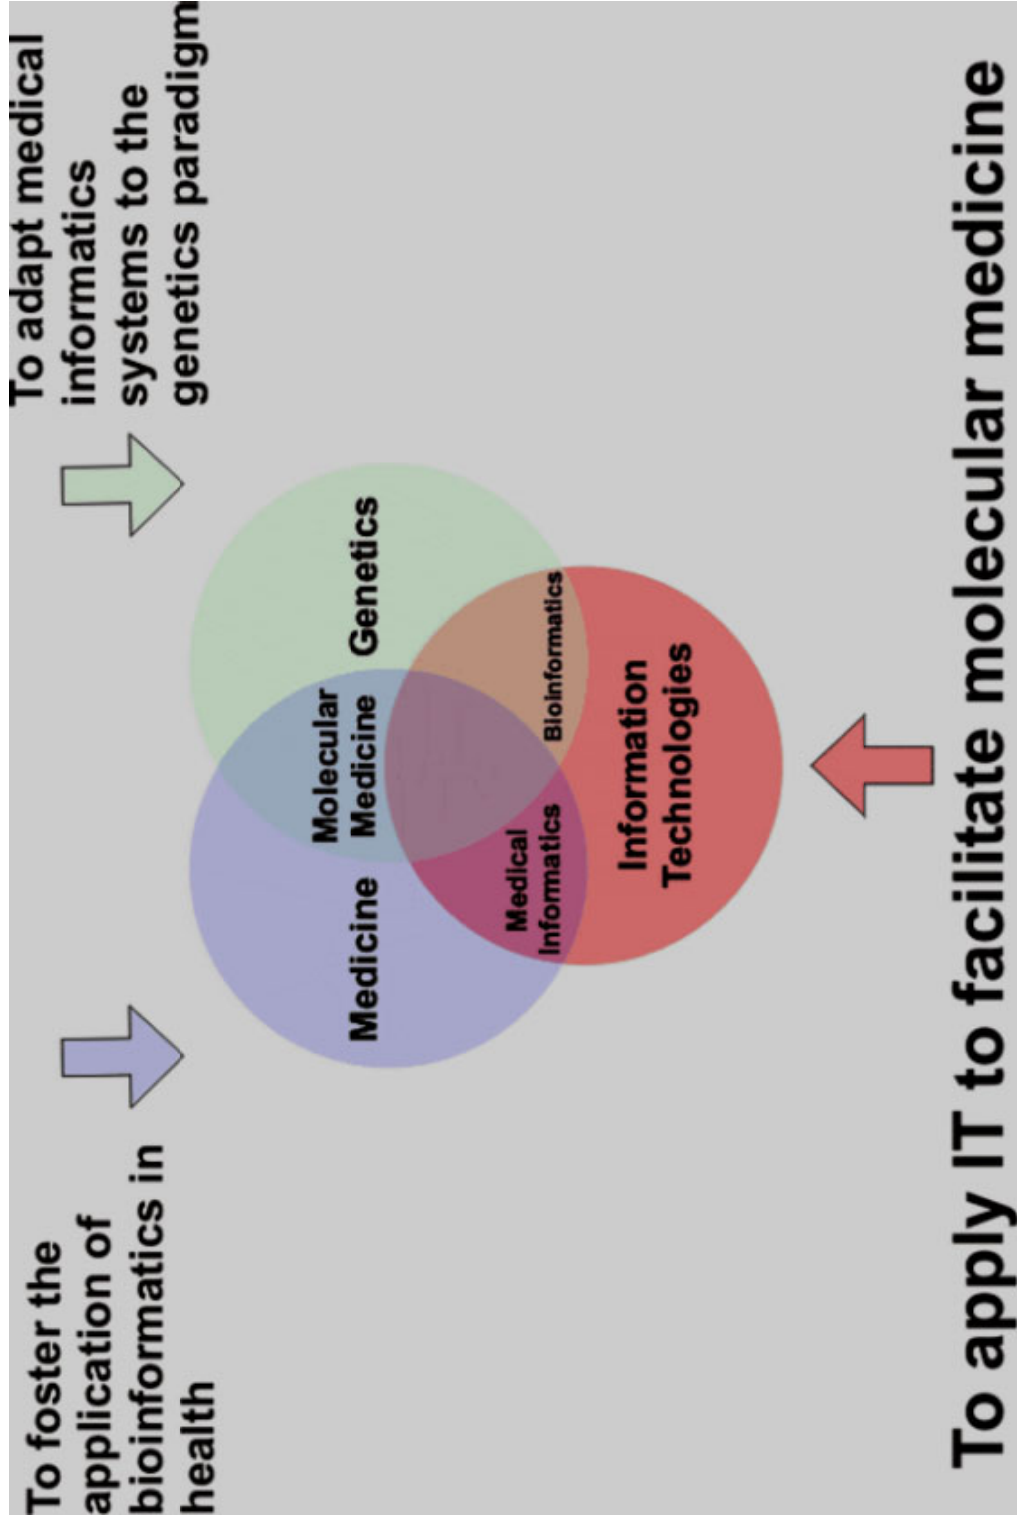 To foster the
application of
bioinformatics in
health
To adapt medical
informatics
systems to the
genetics paradigm
Medicine
Molecular
Medicine
Genetics
Medical
Informatics
Bioinformatics
Information
Technologies
To apply IT to facilitate molecular medicine